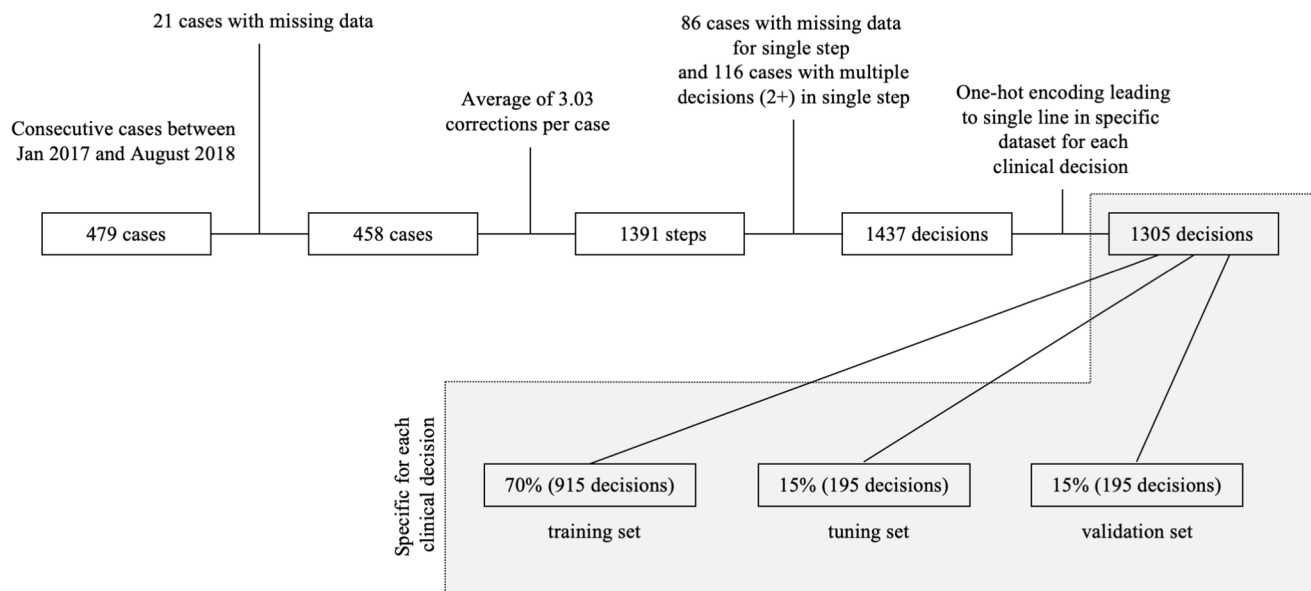 21 cases with missing data
86 cases with missing data
for single step
and 116 cases with multiple
decisions (2+) in single step
Average of 3.03
corrections per case
One-hot encoding leading
to single line in specific
dataset for each
clinical decision
Consecutive cases between
Jan 2017 and August 2018
479 cases
458 cases
1391 steps
1437 decisions
1305 decisions
Specific for each
clinical decision
70% (915 decisions)
15% (195 decisions)
15% (195 decisions)
training set
tuning set
validation set